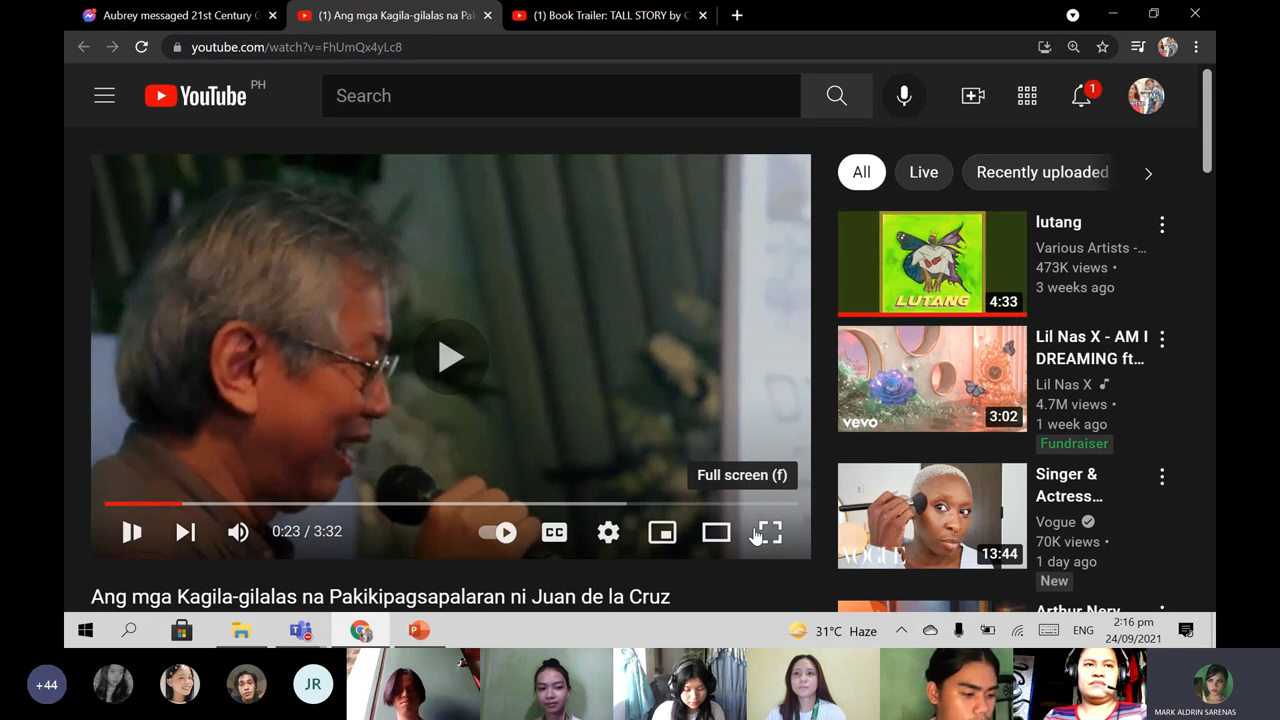 Aubrey messaged 21st Century G
(1) Ang mga Kagila-gilalas na Pa
(1) Book Trailer: TALL STORY by C
youtube.com/watch?v=FhUmQx4yLc8
YouTube PH
Search
1
All
Live
Recently uploaded
lutang
Various Artists -...
473K views •
3 weeks ago
LUTANG
4:33
Lil Nas X - AM I
DREAMING ft...
Lil Nas X
4.7M views •
1 week ago
Fundraiser
vevo
3:02
Singer &
Actress...
Vogue
70K views •
1 day ago
New
VOGUE
13:44
Full screen (f)
0:23 / 3:32
CC
Ang mga Kagila-gilalas na Pakikipagsapalaran ni Juan de la Cruz
Arthur Nery
31°C Haze
ENG
2:16 pm
24/09/2021
+44
JR
MARK ALDRIN SARENAS